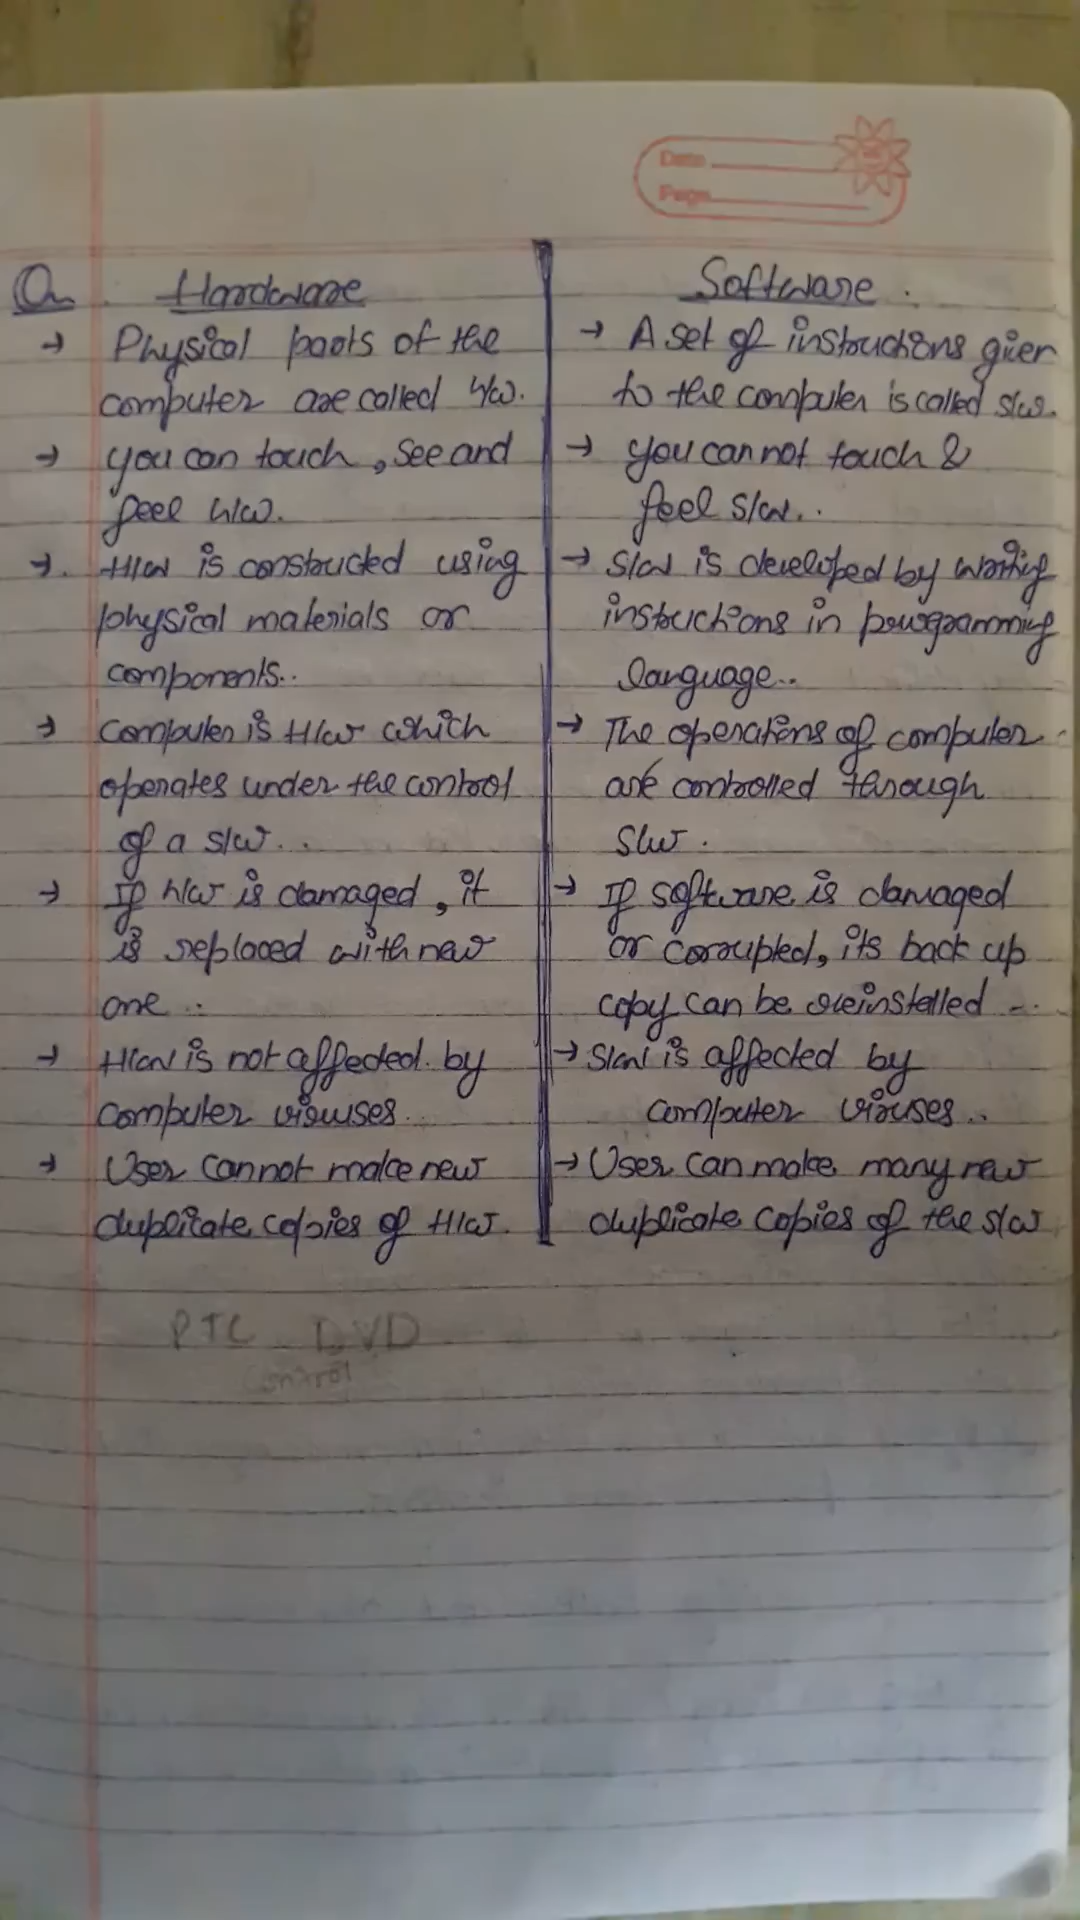 Date
Page
Qn Hardware
→ Physical parts of the
computer are called H/w.
→ you can touch, see and
feel H/w.
→ H/w is constructed using
physical materials or
components..
→ Computer is H/w which
operates under the control
of a S/w...
→ If h/w is damaged, it
is replaced with new
one...
→ H/w is not affected by
computer viruses..
→ User cannot make new
duplicate copies of H/w.
Software.
→ A set of instructions given
to the computer is called s/w.
→ you cannot touch &
feel S/w..
→ S/w is developed by writing
instructions in programming
language..
→ The operations of computer
are controlled through
S/w.
→ If software is damaged
or corrupted, its back up
copy can be reinstalled -..
→ S/w is affected by
computer viruses..
→ User can make many new
duplicate copies of the s/w
PTC DVD
Control